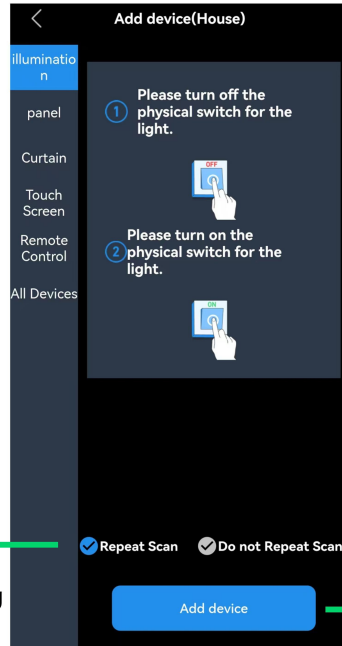 Add device(House)
illuminatio
n
panel
Curtain
Touch
Screen
Remote
Control
All Devices
1
Please turn off the
physical switch for the
light.
OFF
2
Please turn on the
physical switch for the
light.
ON
Repeat Scan
Do not Repeat Scan
Add device
g